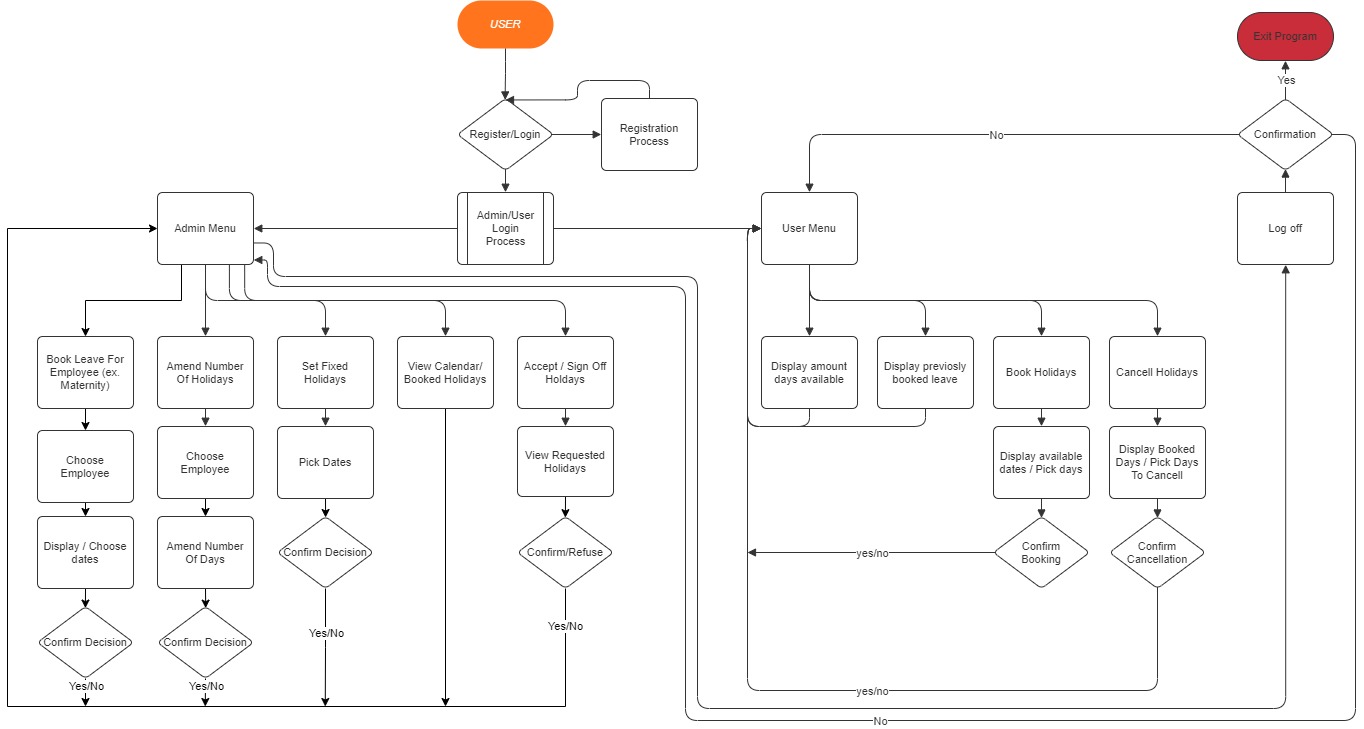 USER
Exit Program
Yes
Register/Login
Registration
Process
No
Confirmation
Admin Menu
Admin/User
Login
Process
User Menu
Log off
Book Leave For
Employee (ex.
Maternity)
Amend Number
Of Holidays
Set Fixed
Holidays
View Calendar/
Booked Holidays
Accept / Sign Off
Holdays
Display amount
days available
Display previosly
booked leave
Book Holidays
Cancell Holidays
Choose
Employee
Choose
Employee
Pick Dates
View Requested
Holidays
Display available
dates / Pick days
Display Booked
Days / Pick Days
To Cancell
Display / Choose
dates
Amend Number
Of Days
Confirm Decision
Confirm/Refuse
yes/no
Confirm
Booking
Confirm
Cancellation
Confirm Decision
Confirm Decision
Yes/No
Yes/No
Yes/No
Yes/No
yes/no
No